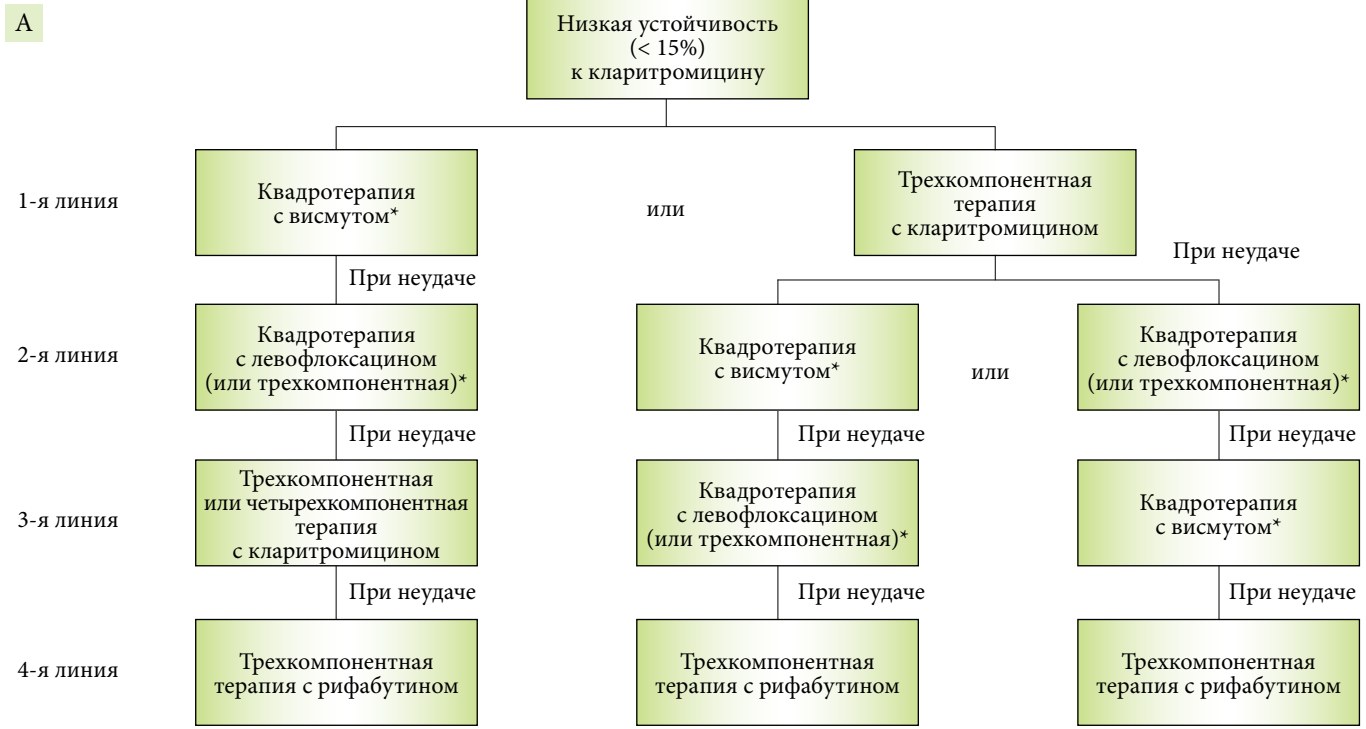 А
Низкая устойчивость
(< 15%)
к кларитромицину
1-я линия
Квадротерапия
с висмутом*
или
Трехкомпонентная
терапия
с кларитромицином
При неудаче
При неудаче
2-я линия
Квадротерапия
с левофлоксацином
(или трехкомпонентная)*
Квадротерапия
с висмутом*
или
Квадротерапия
с левофлоксацином
(или трехкомпонентная)*
При неудаче
При неудаче
При неудаче
3-я линия
Трехкомпонентная
или четырехкомпонентная
терапия
с кларитромицином
Квадротерапия
с левофлоксацином
(или трехкомпонентная)*
Квадротерапия
с висмутом*
При неудаче
При неудаче
При неудаче
4-я линия
Трехкомпонентная
терапия с рифабутином
Трехкомпонентная
терапия с рифабутином
Трехкомпонентная
терапия с рифабутином